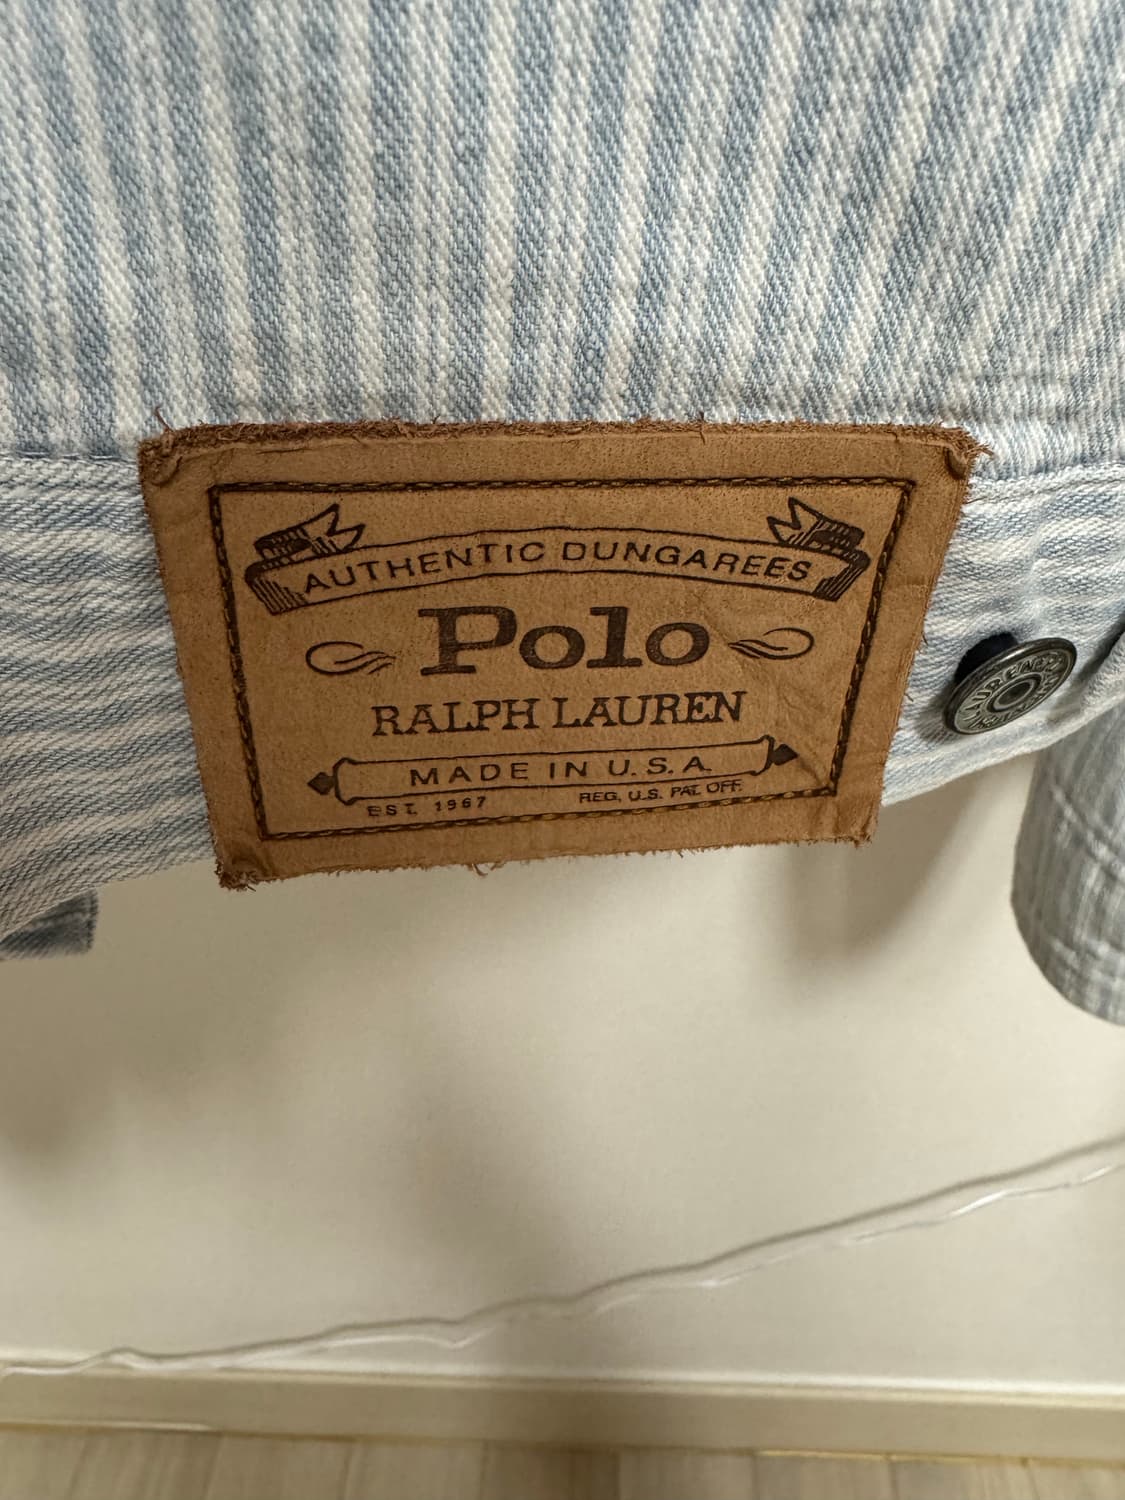 AUTHENTIC DUNGAREES
Polo
RALPH LAUREN
MADE IN U.S.A.
EST. 1967
REG. U.S. PAT. OFF.